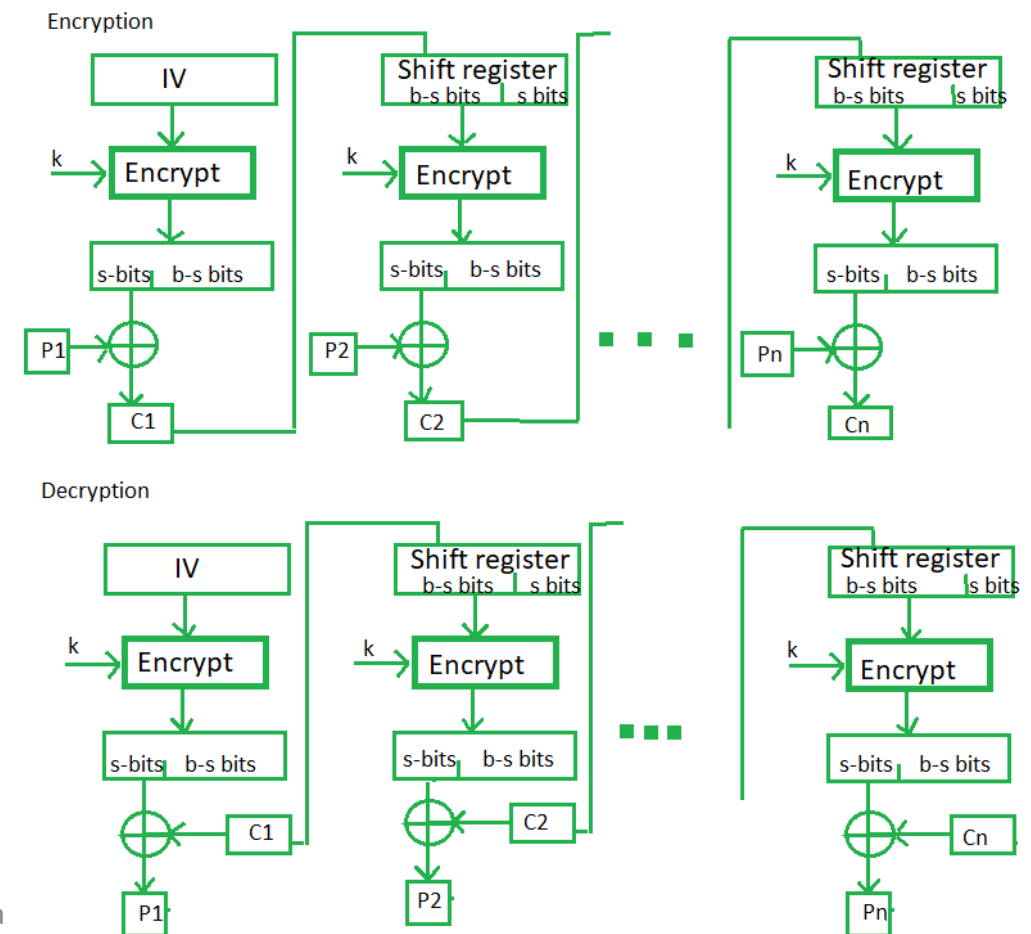 Encryption
IV
Shift register
b-s bits s bits
Shift register
b-s bits s bits
k
Encrypt
k
Encrypt
k
Encrypt
s-bits b-s bits
s-bits b-s bits
s-bits b-s bits
P1
P2
Pn
C1
C2
Cn
Decryption
IV
Shift register
b-s bits s bits
Shift register
b-s bits s bits
k
Encrypt
k
Encrypt
k
Encrypt
s-bits b-s bits
s-bits b-s bits
s-bits b-s bits
C1
C2
Cn
P1
P2
Pn